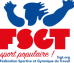 FSGT
sport populaire !
fsgt.org
Fédération Sportive et Gymnique du Travail